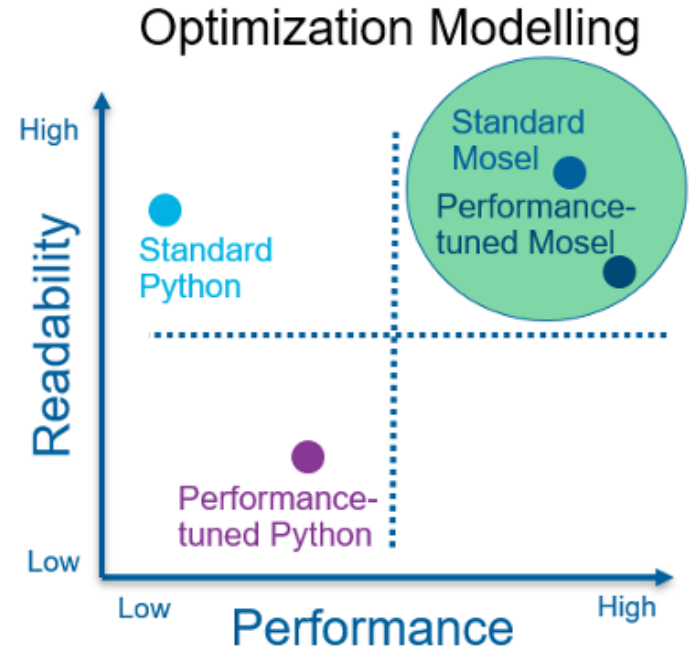 Optimization Modelling
High
Standard
Mosel
Performance-
tuned Mosel
Standard
Python
Readability
Performance-
tuned Python
Low
Low
High
Performance